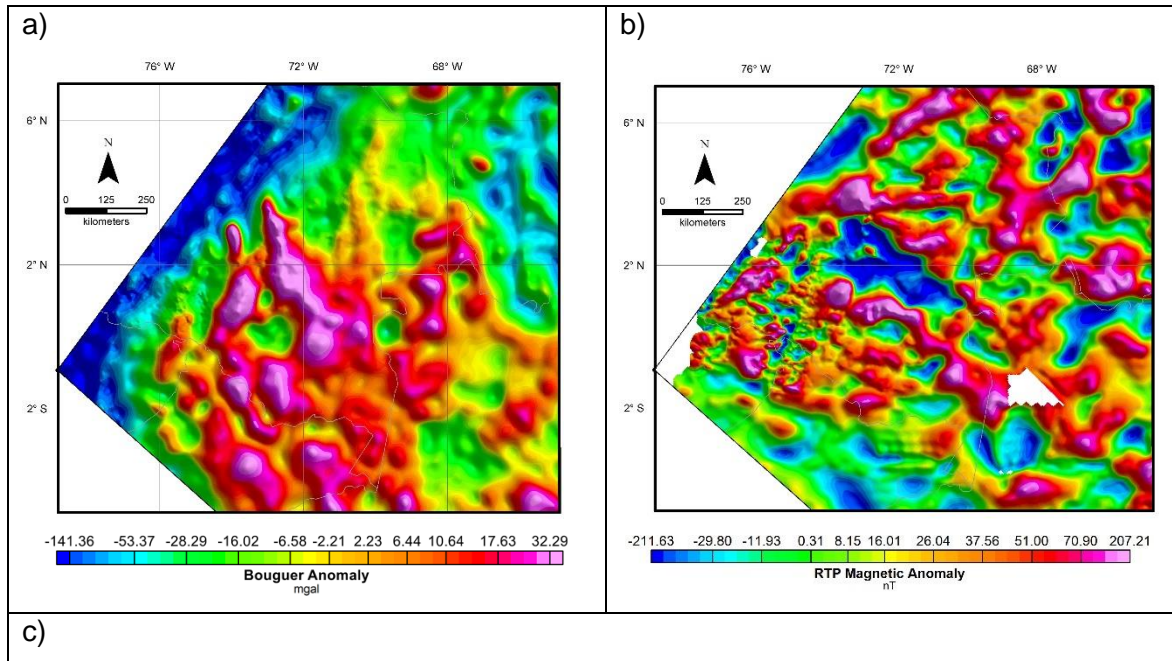 a)
76° W 72° W 68° W
6° N
N
0 125 250
kilometers
2° N
2° S
-141.36 -53.37 -28.29 -16.02 -6.58 -2.21 2.23 6.44 10.64 17.63 32.29
Bouguer Anomaly
mgal
b)
76° W 72° W 68° W
6° N
N
0 125 250
kilometers
2° N
2° S
-211.63 -29.80 -11.93 0.31 8.15 16.01 26.04 37.56 51.00 70.90 207.21
RTP Magnetic Anomaly
nT
c)